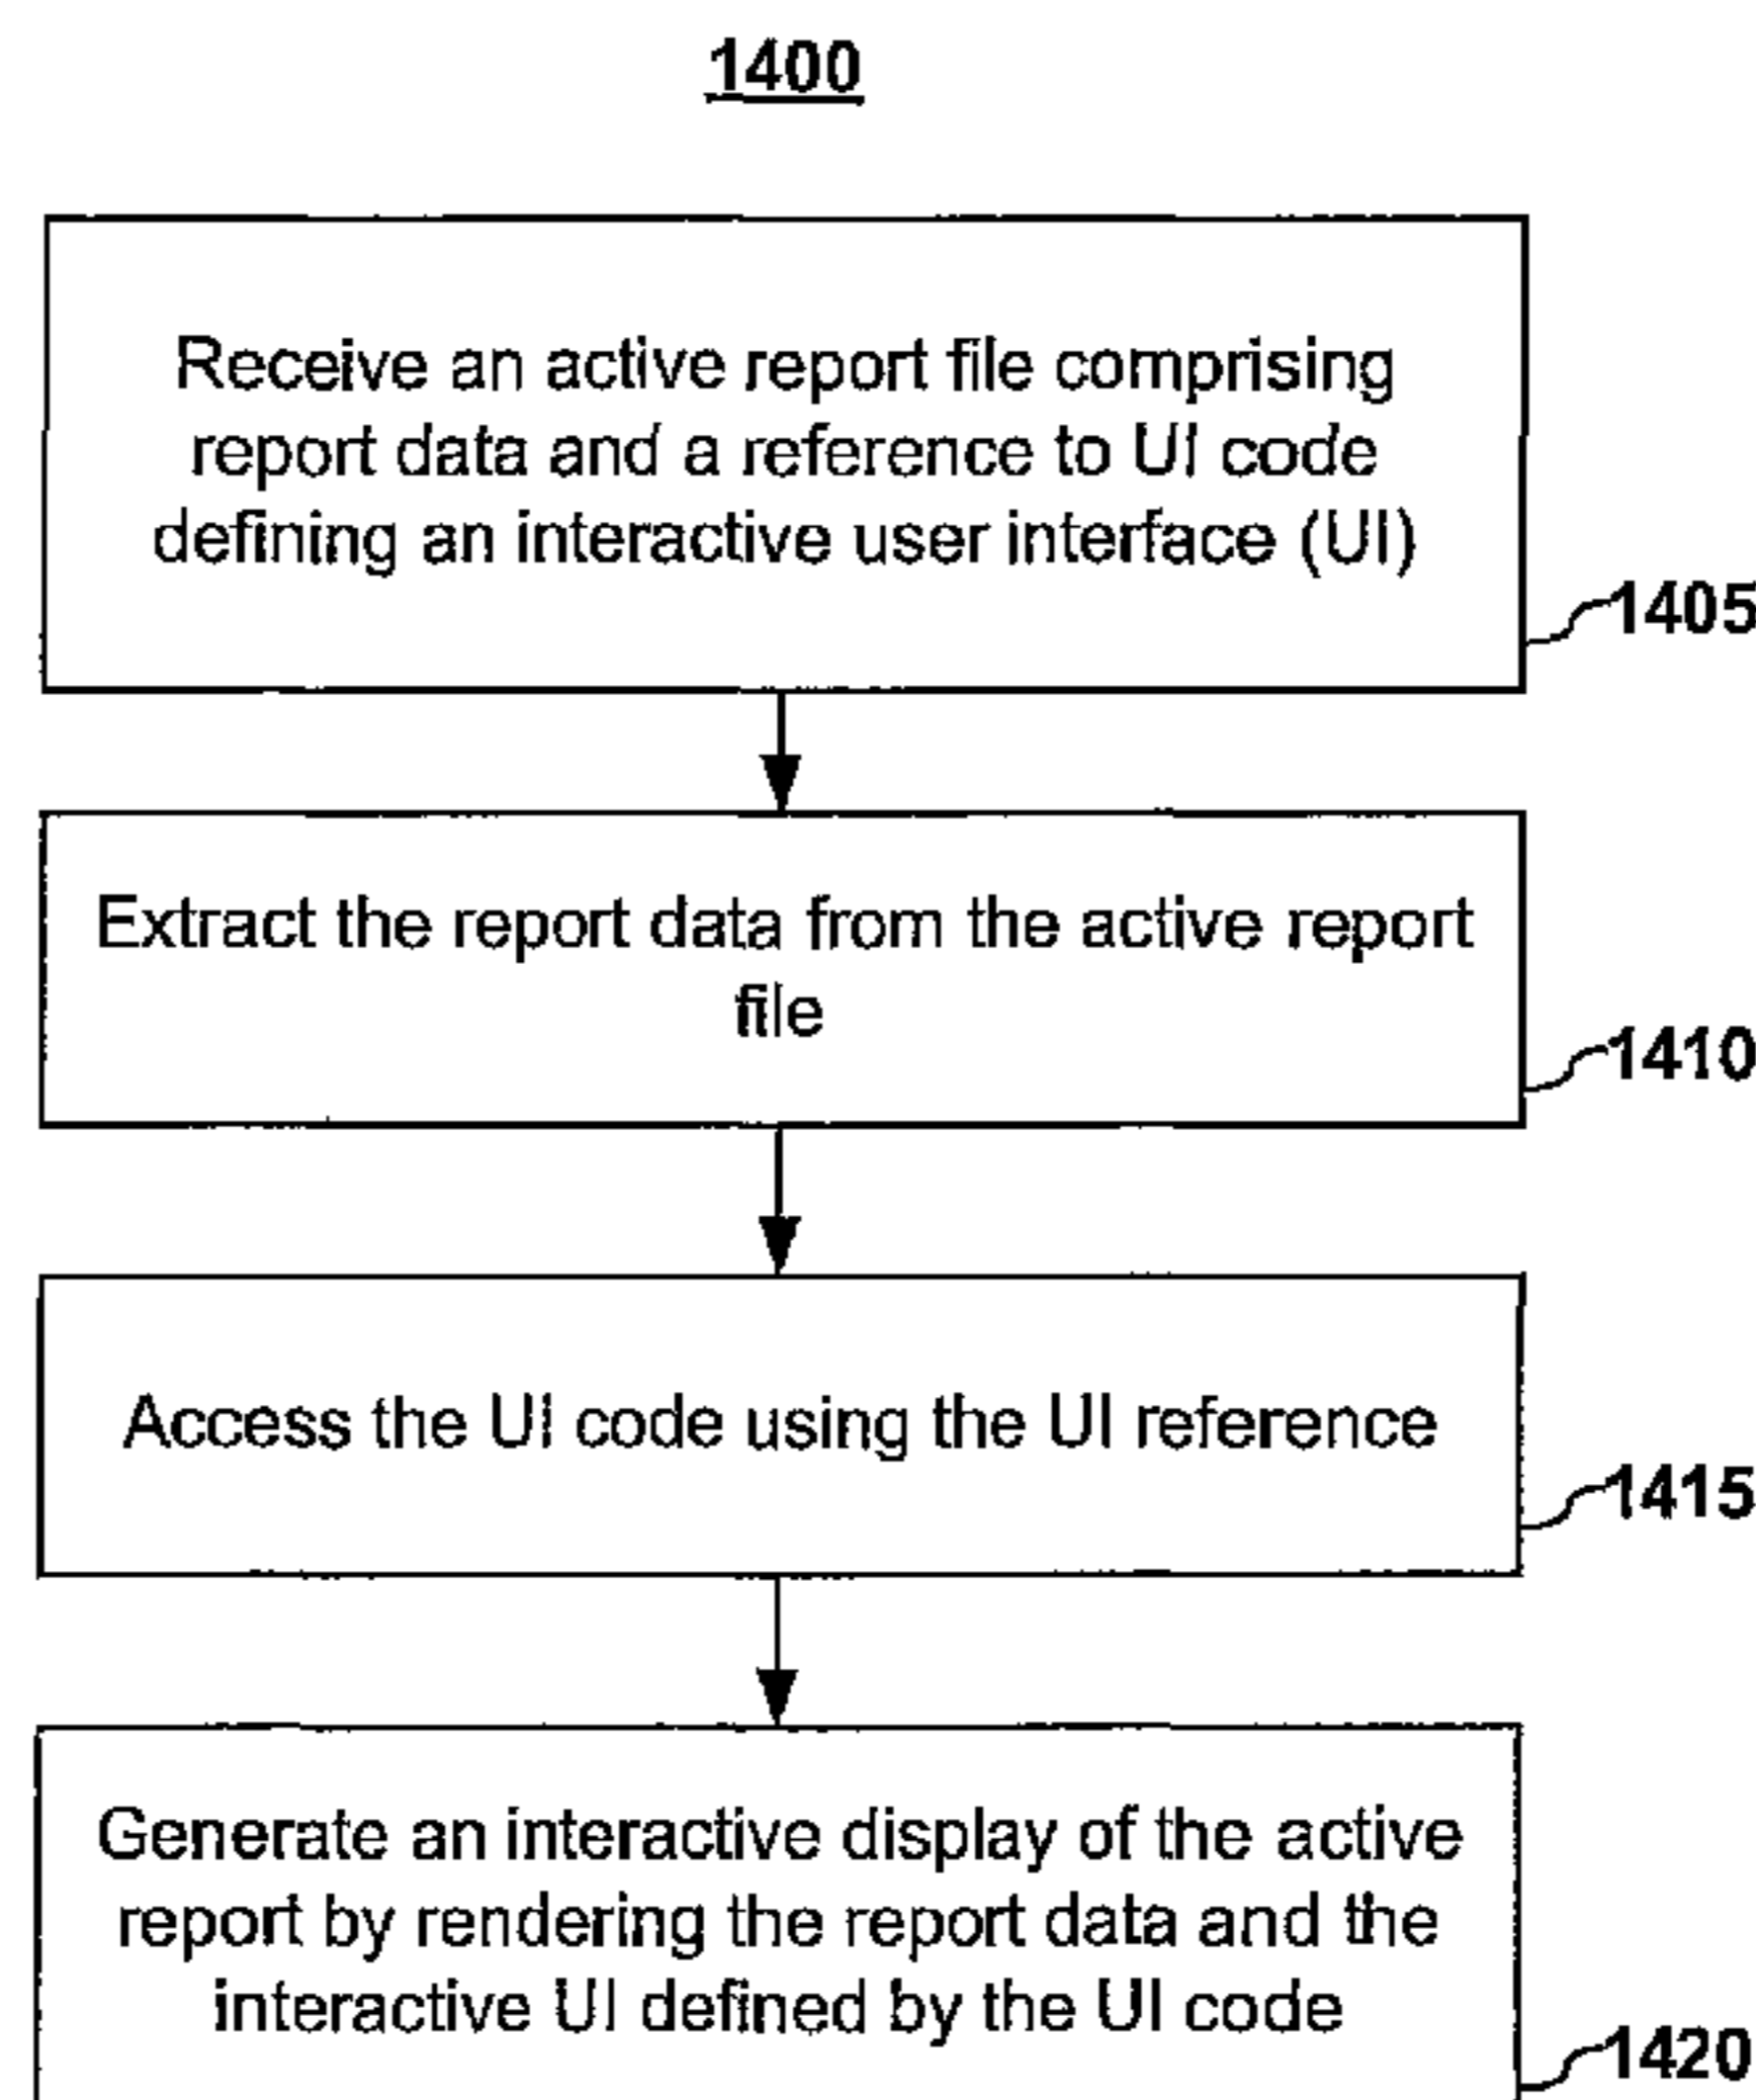 1400
Receive an active report file comprising
report data and a reference to UI code
defining an interactive user interface (UI)
1405
Extract the report data from the active report
file
1410
Access the UI code using the UI reference
1415
Generate an interactive display of the active
report by rendering the report data and the
interactive UI defined by the UI code
1420